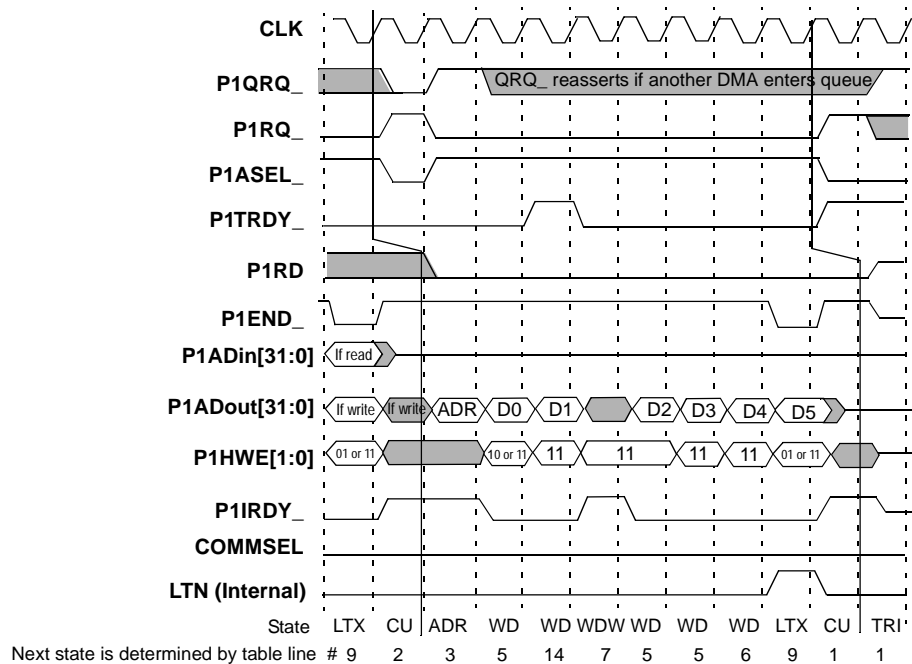 CLK
P1QRQ_ QRQ_ reasserts if another DMA enters queue
P1RQ_
P1ASEL_
P1TRDY_
P1RD
P1END_
P1ADin[31:0] If read
P1ADout[31:0] If write If write ADR D0 D1 D2 D3 D4 D5
P1HWE[1:0] 01 or 11 10 or 11 11 11 11 11 01 or 11
P1IRDY_
COMMSEL
LTN (Internal)
State LTX CU ADR WD WD WDW WD WD WD LTX CU TRI
Next state is determined by table line # 9 2 3 5 14 7 5 5 6 9 1 1